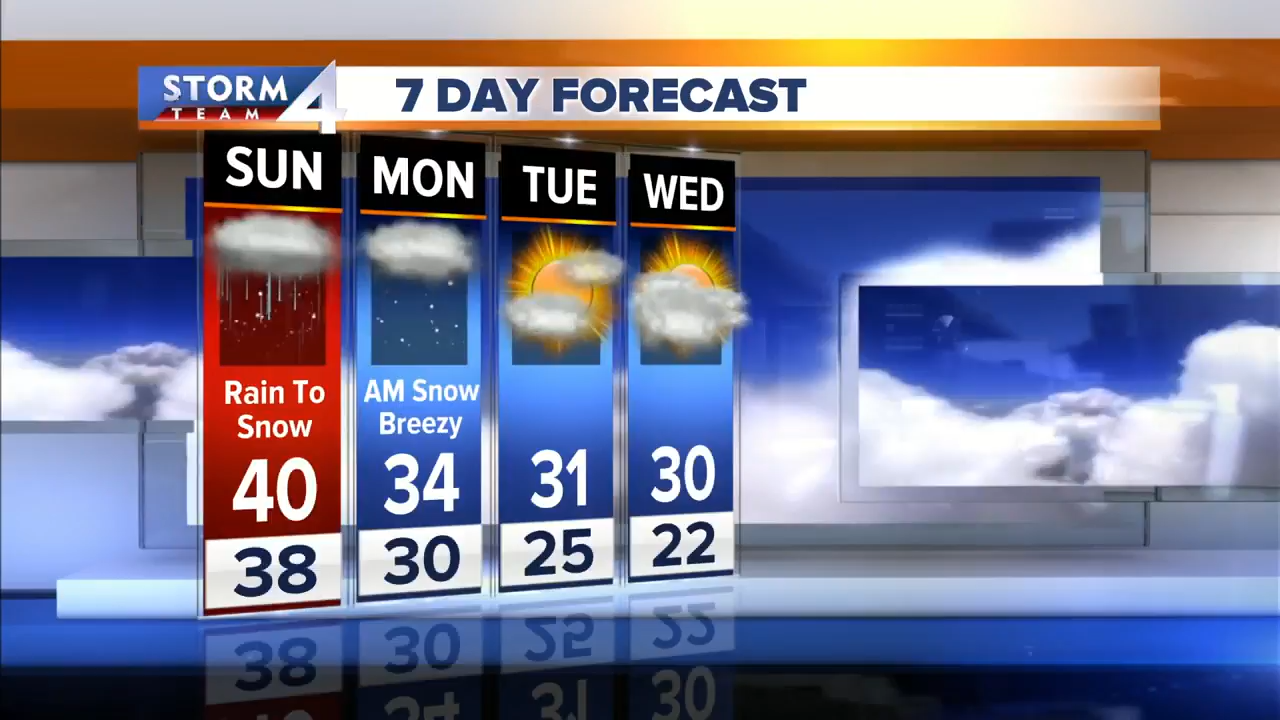 STORM
TEAM 4
7 DAY FORECAST
SUN
Rain To
Snow
40
38
MON
AM Snow
Breezy
34
30
TUE
31
25
WED
30
22